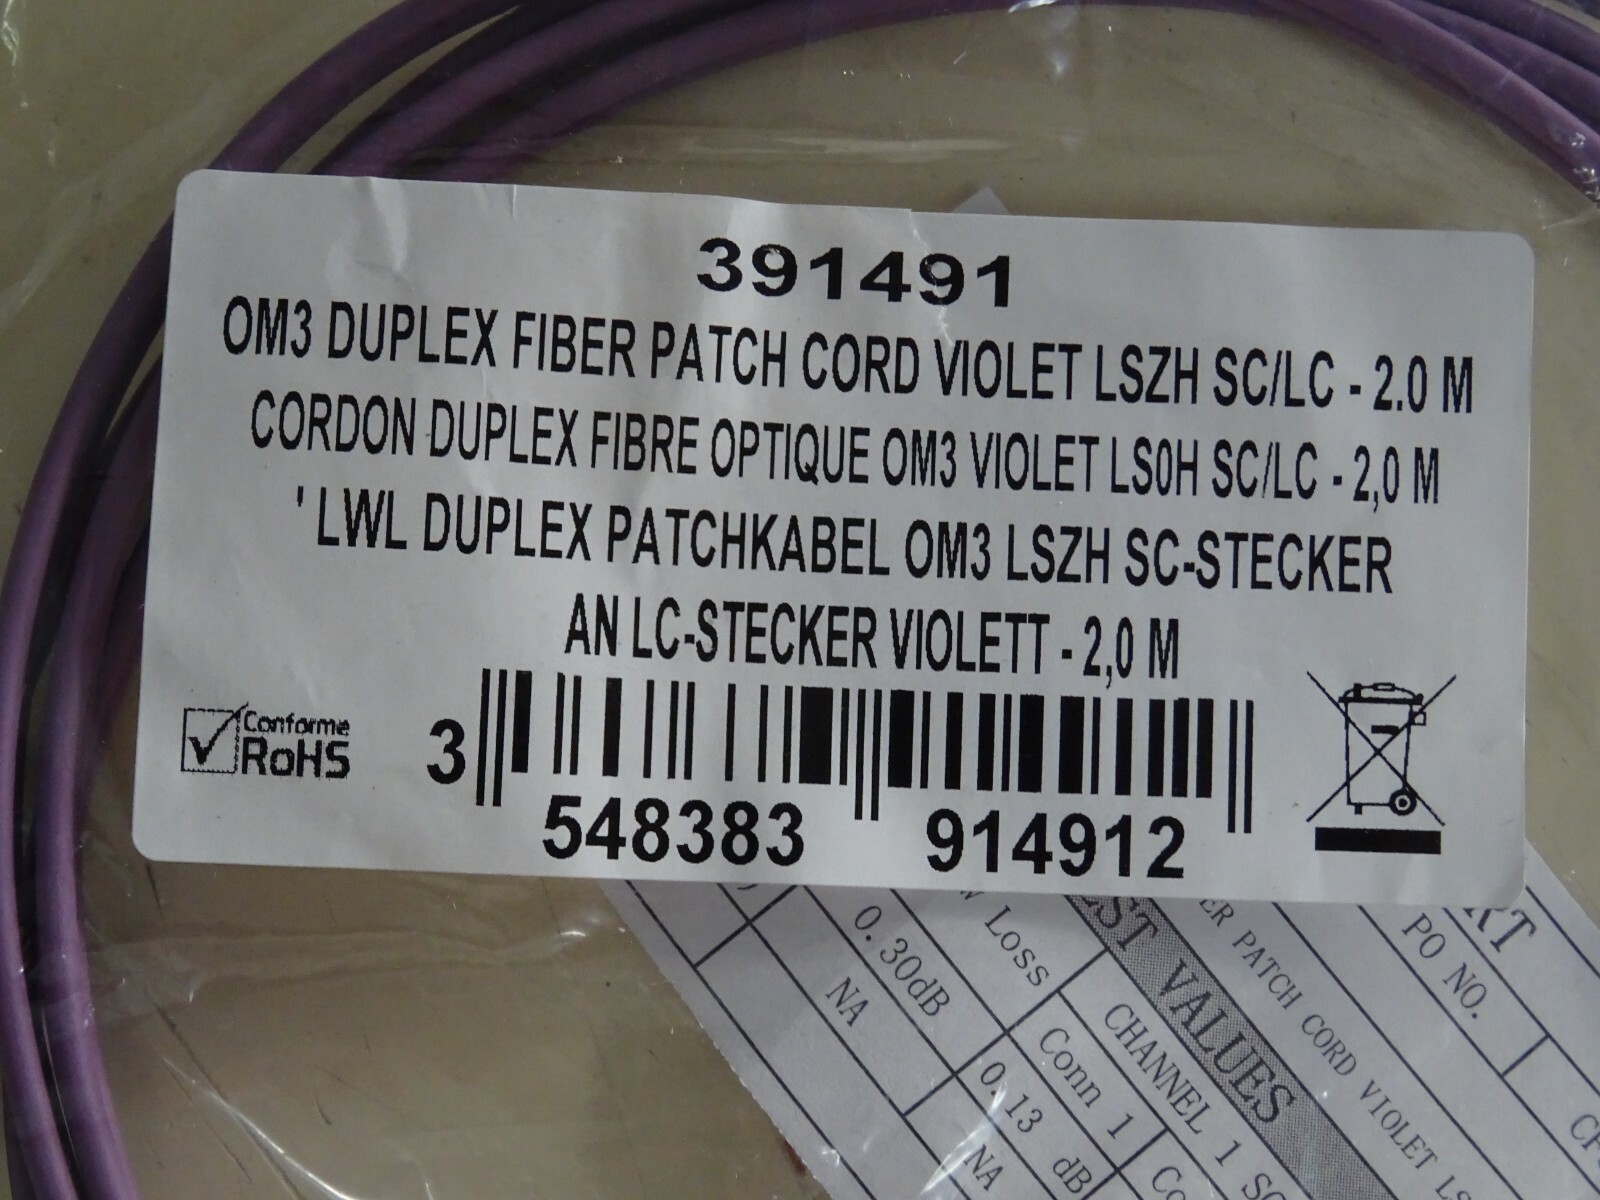 391491
OM3 DUPLEX FIBER PATCH CORD VIOLET LSZH SC/LC - 2.0 M
CORDON DUPLEX FIBRE OPTIQUE OM3 VIOLET LS0H SC/LC - 2,0 M
' LWL DUPLEX PATCHKABEL OM3 LSZH SC-STECKER
AN LC-STECKER VIOLETT - 2,0 M
Conforme
RoHS
3 548383 914912
PO NO.
PATCH CORD VIOLET
VALUES
CHANNEL 1
Loss
Conn 1
0.30dB
0.13 dB
NA
NA